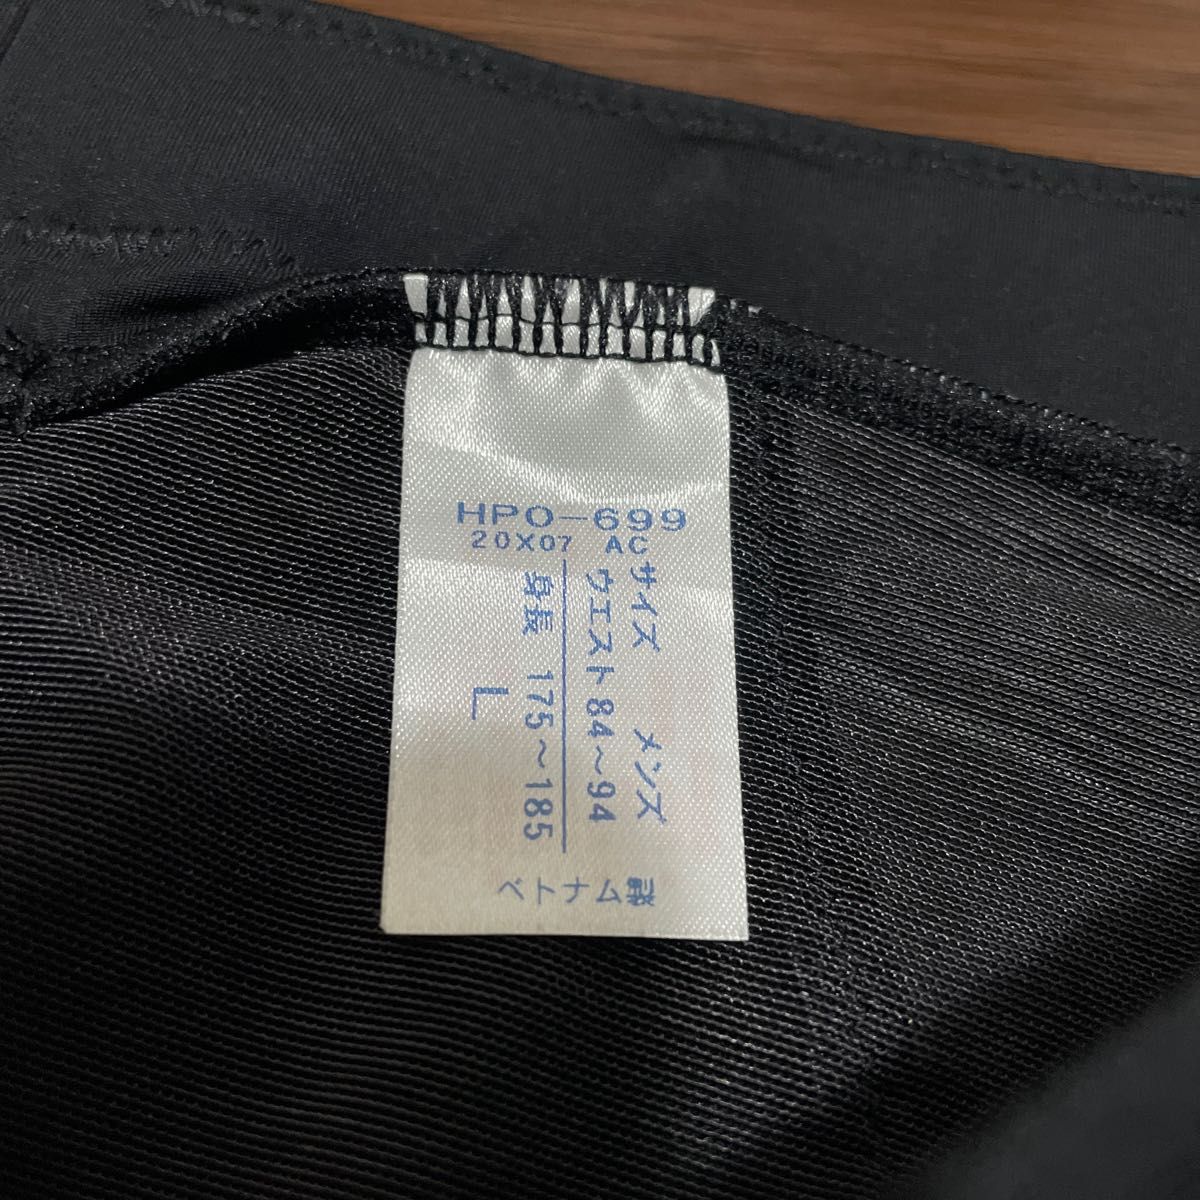 HPO-699
20X07 AC
サイズ メンズ
ウエスト84～94
身長 175～185
L
ベトナム製